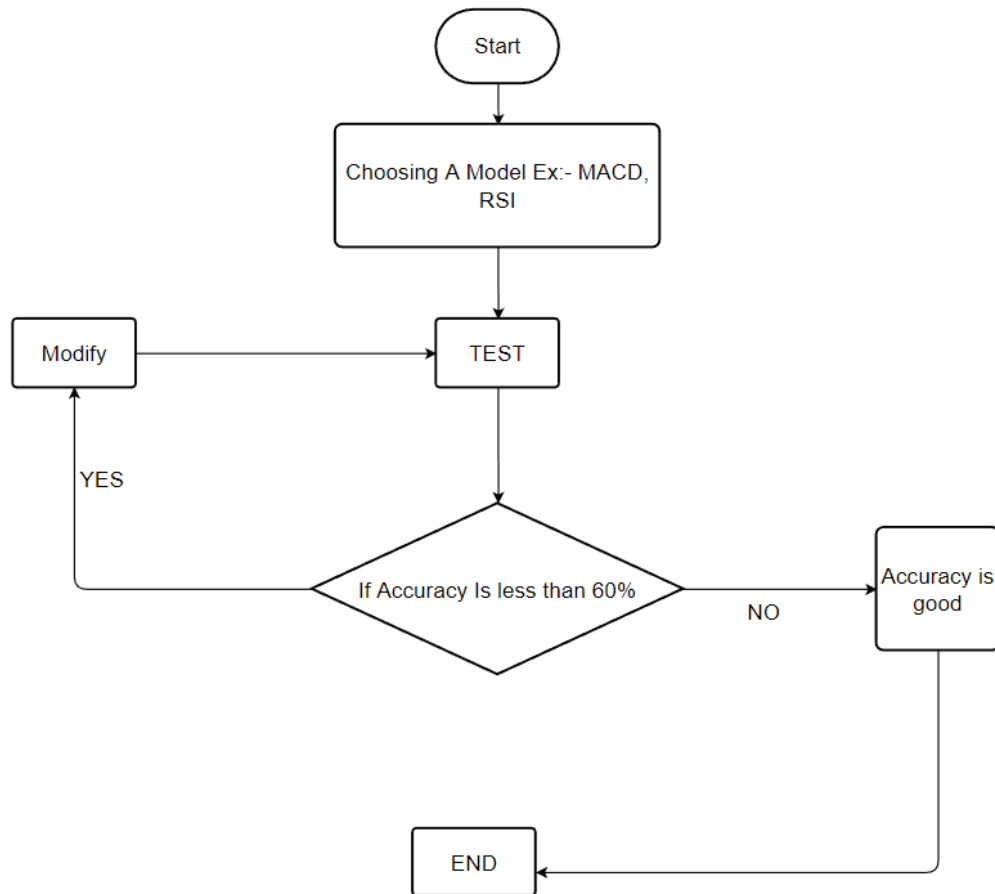 Start
Choosing A Model Ex:- MACD,
RSI
Modify
TEST
YES
If Accuracy Is less than 60%
NO
Accuracy is
good
END